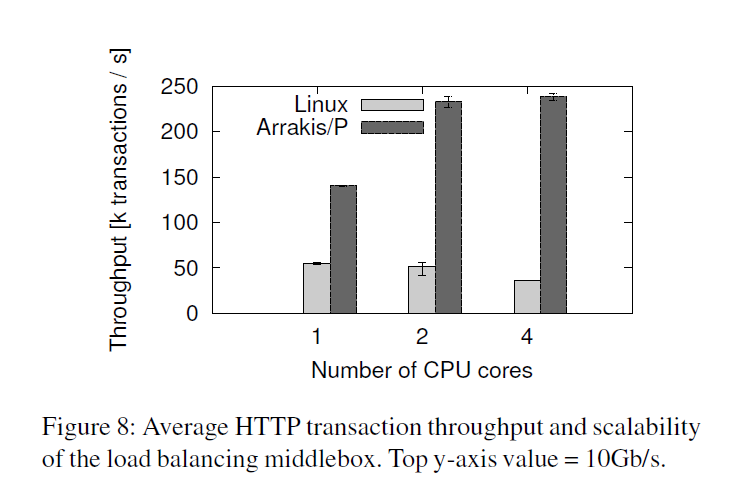 Throughput [k transactions / s]
250
200
150
100
50
0
Linux
Arrakis/P
1 2 4
Number of CPU cores
Figure 8: Average HTTP transaction throughput and scalability
of the load balancing middlebox. Top y-axis value = 10Gb/s.